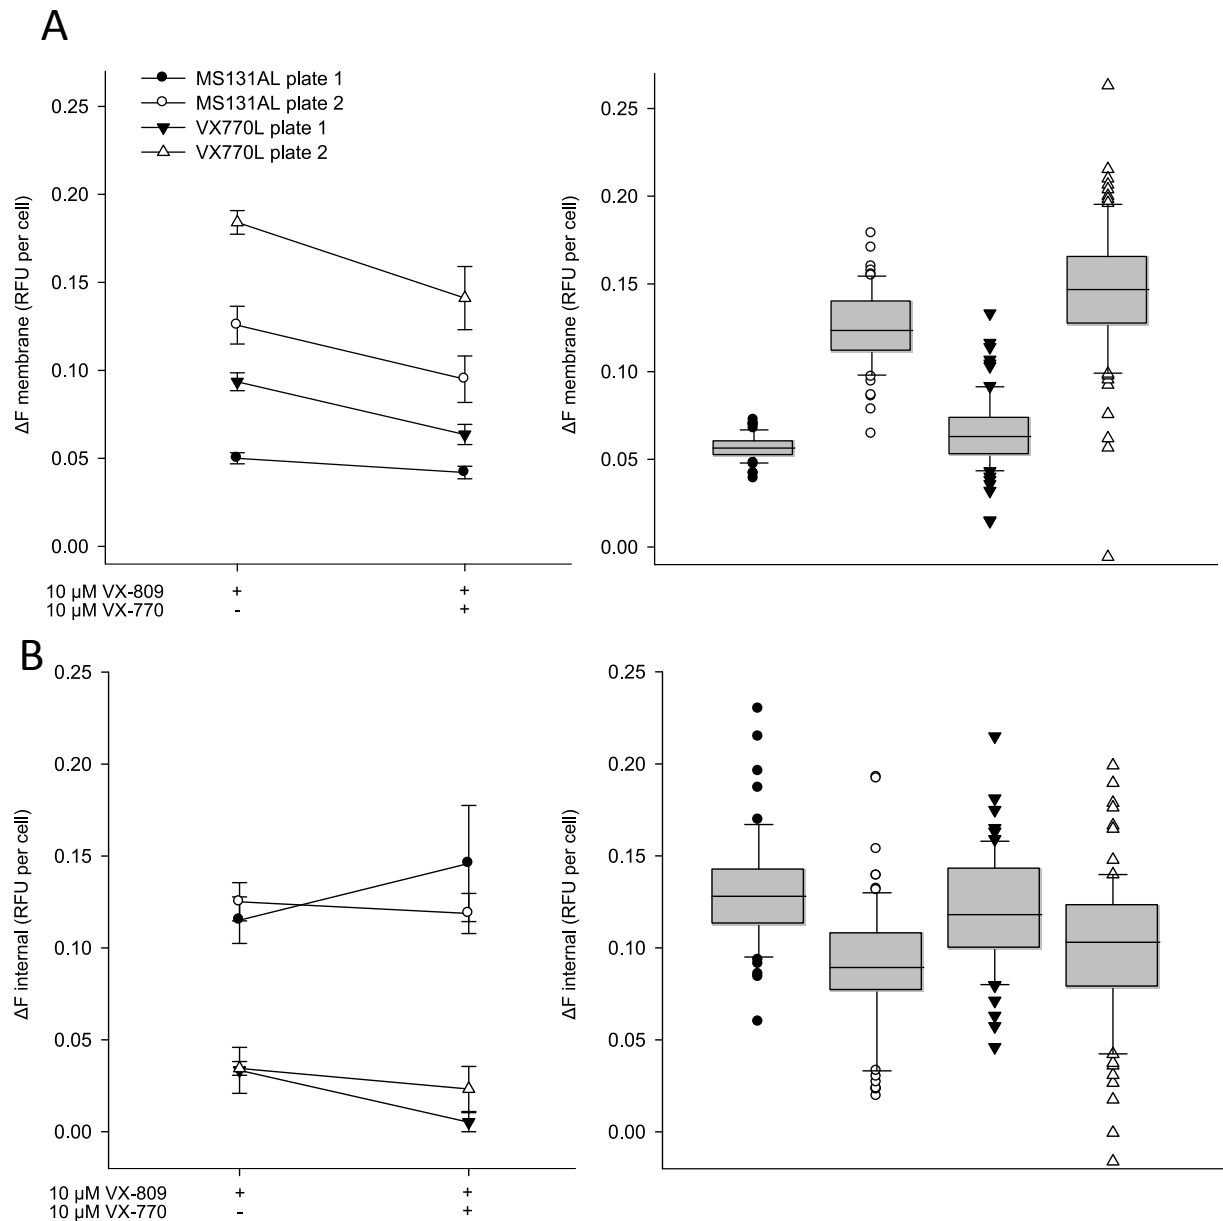 A
MS131AL plate 1
MS131AL plate 2
VX770L plate 1
VX770L plate 2
ΔF membrane (RFU per cell)
0.25
0.20
0.15
0.10
0.05
0.00
10 µM VX-809 + +
10 µM VX-770 - +
ΔF membrane (RFU per cell)
0.25
0.20
0.15
0.10
0.05
0.00
B
ΔF internal (RFU per cell)
0.25
0.20
0.15
0.10
0.05
0.00
10 µM VX-809 + +
10 µM VX-770 - +
ΔF internal (RFU per cell)
0.25
0.20
0.15
0.10
0.05
0.00